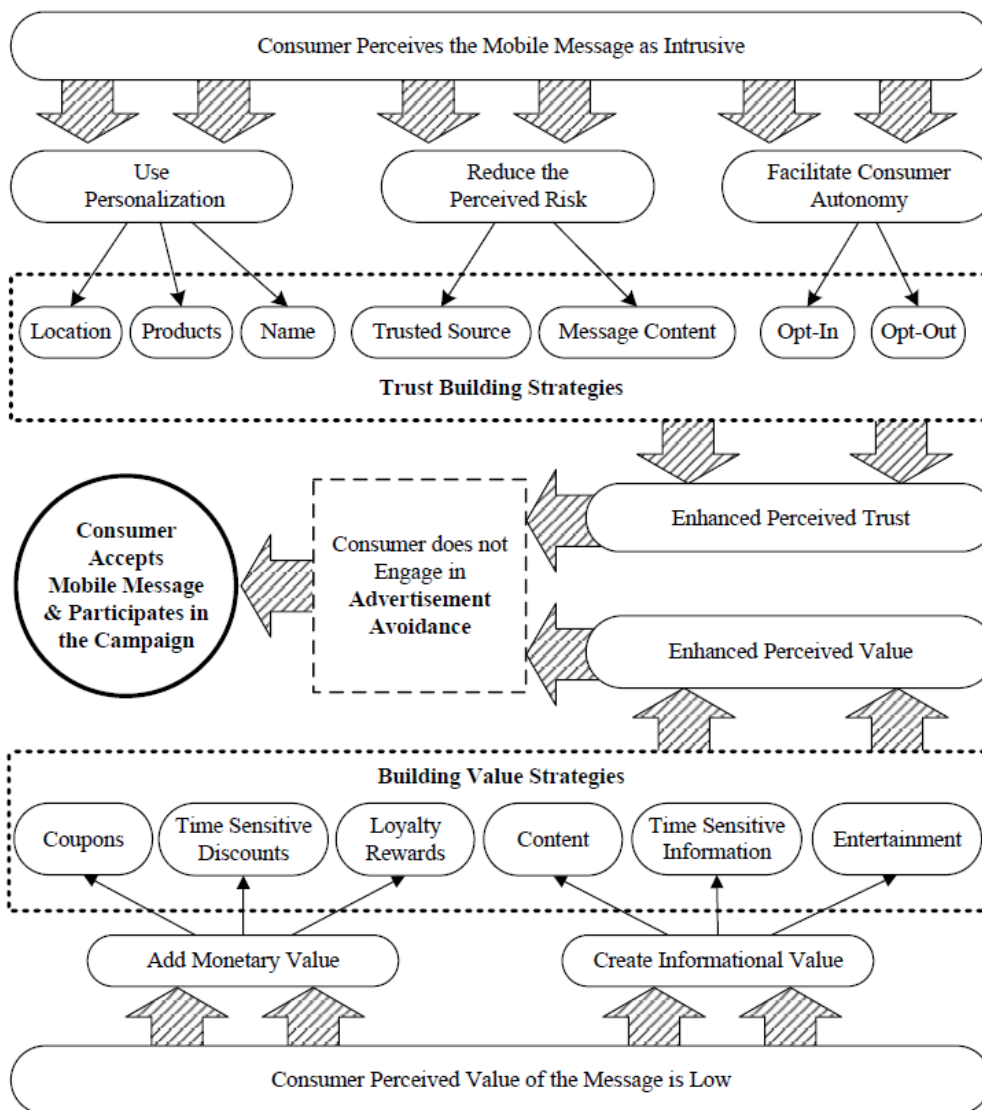 Consumer Perceives the Mobile Message as Intrusive
Use
Personalization
Reduce the
Perceived Risk
Facilitate Consumer
Autonomy
Location
Products
Name
Trusted Source
Message Content
Opt-In
Opt-Out
Trust Building Strategies
Consumer
Accepts
Mobile Message
& Participates in
the Campaign
Consumer does not
Engage in
Advertisement
Avoidance
Enhanced Perceived Trust
Enhanced Perceived Value
Building Value Strategies
Coupons
Time Sensitive
Discounts
Loyalty
Rewards
Content
Time Sensitive
Information
Entertainment
Add Monetary Value
Create Informational Value
Consumer Perceived Value of the Message is Low